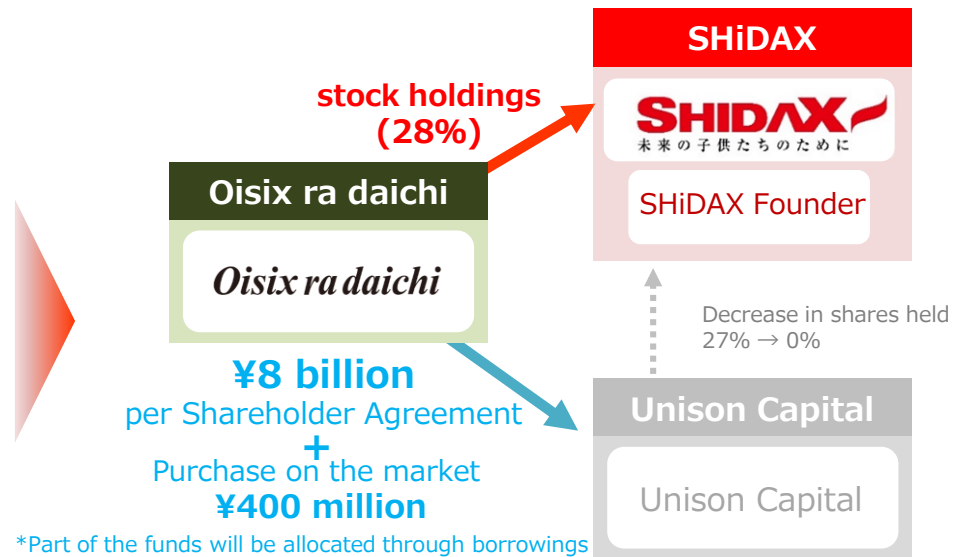 SHiDAX
SHIDAX
未来の子供たちのために
SHiDAX Founder
stock holdings
(28%)
Oisix ra daichi
Oisix ra daichi
Decrease in shares held
27% → 0%
¥8 billion
per Shareholder Agreement
+
Purchase on the market
¥400 million
*Part of the funds will be allocated through borrowings
Unison Capital
Unison Capital